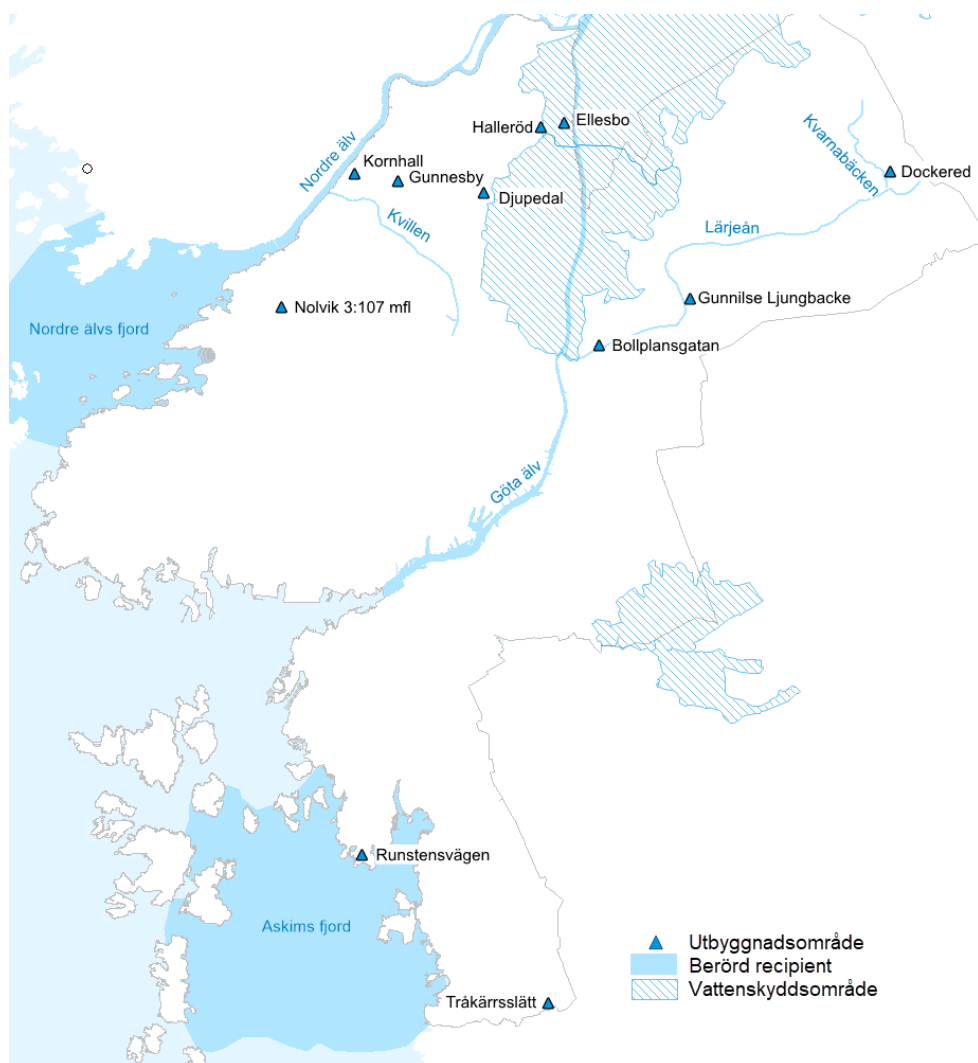 Ellesbo
Halleröd
Kvarnabäcken
Nordre älv
Kornhall
Gunnesby
Dockered
Djupedal
Kvillen
Lärjeån
Gunnilse Ljungbacke
Nolvik 3:107 mfl
Nordre älvs fjord
Bollplansgatan
Göta älv
Runstensvägen
Askims fjord
Utbyggnadsområde
Berörd recipient
Vattenskyddsområde
Tråkärrsslätt